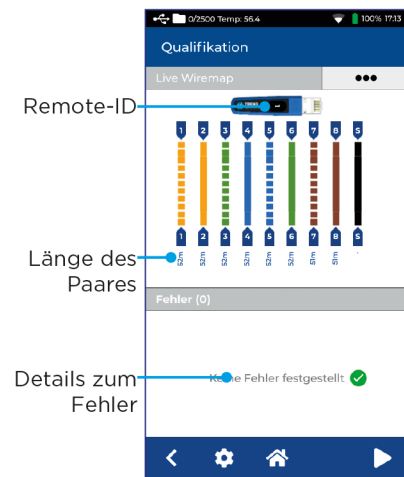 0/2500 Temp: 56.4
100% 17:13
Qualifikation
Live Wiremap
Remote-ID
1
1 2 3 4 5 6 7 8 S
1 2 3 4 5 6 7 8 S
52m 52m 52m 52m 52m 52m 51m 51m -
Länge des
Paares
Fehler (0)
Details zum
Fehler
Keine Fehler festgestellt